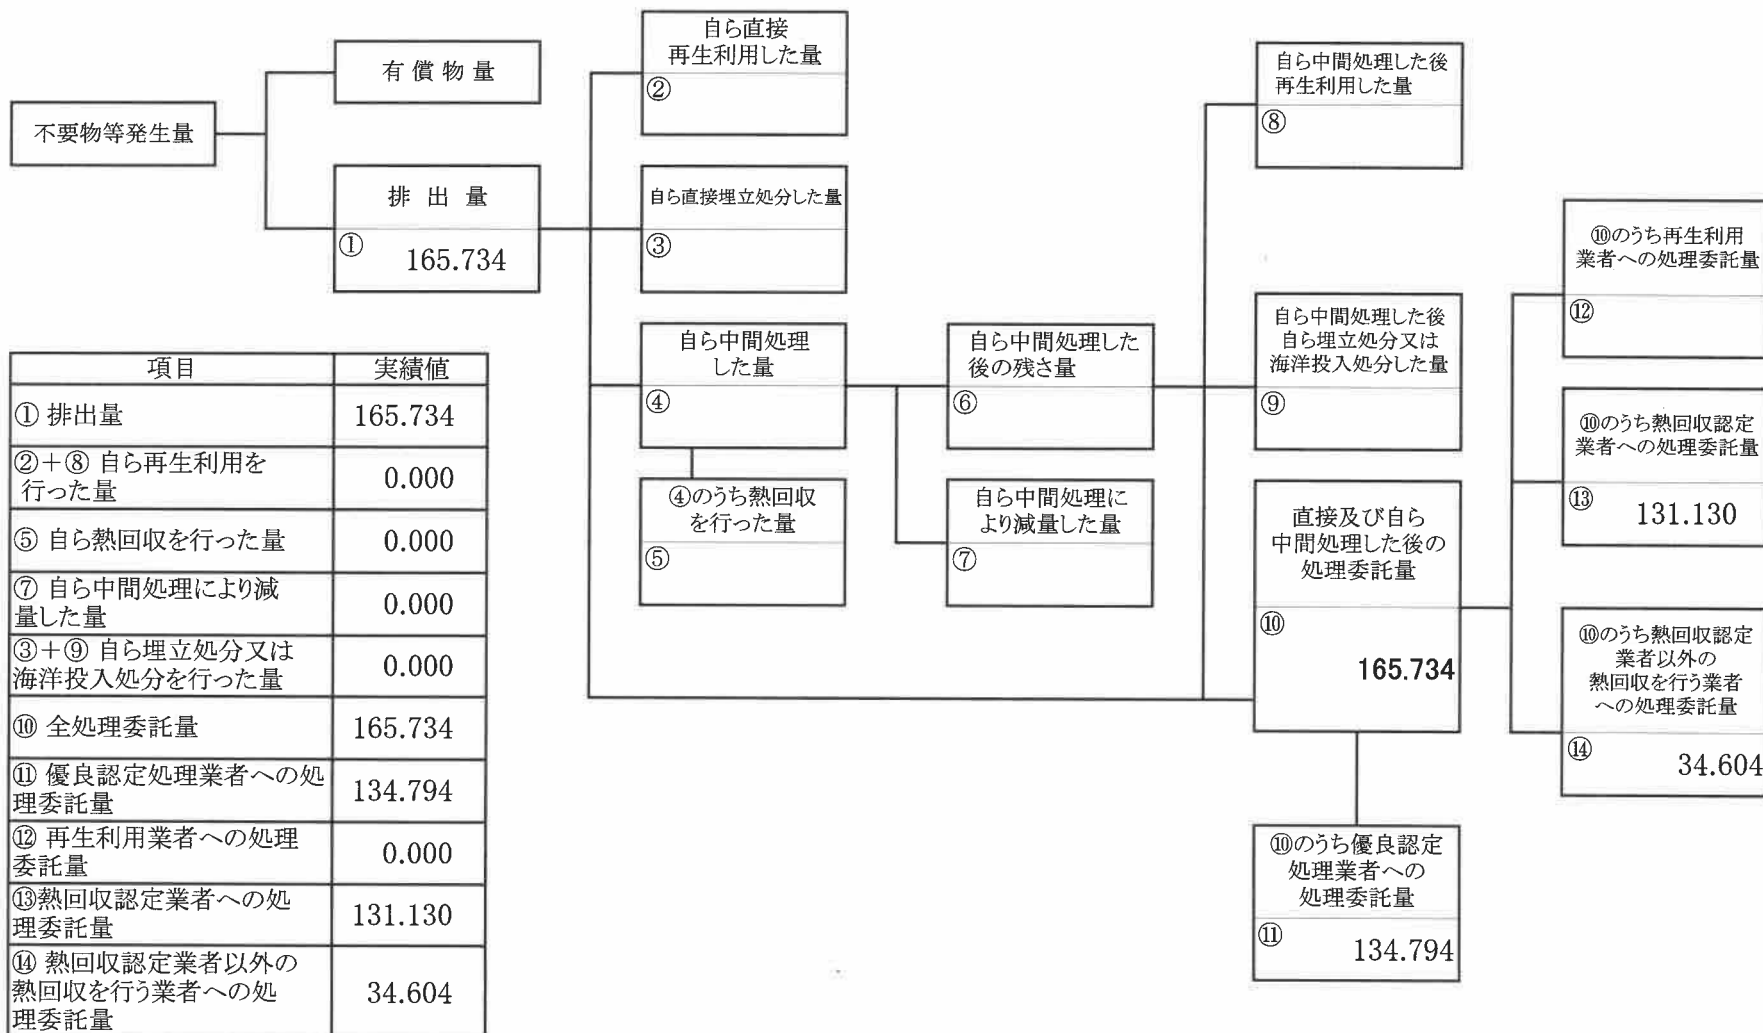 不要物等発生量
有償物量
排出量
①
165.734
自ら直接
再生利用した量
②
自ら直接埋立処分した量
③
自ら中間処理
した量
④
④のうち熱回収
を行った量
⑤
自ら中間処理した
後の残さ量
⑥
自ら中間処理に
より減量した量
⑦
自ら中間処理した後
再生利用した量
⑧
自ら中間処理した後
自ら埋立処分又は
海洋投入処分した量
⑨
直接及び自ら
中間処理した後の
処理委託量
⑩
165.734
⑩のうち優良認定
処理業者への
処理委託量
⑪
134.794
⑩のうち再生利用
業者への処理委託量
⑫
⑩のうち熱回収認定
業者への処理委託量
⑬
131.130
⑩のうち熱回収認定
業者以外の
熱回収を行う業者
への処理委託量
⑭
34.604
項目 実績値
① 排出量 165.734
②+⑧ 自ら再生利用を
行った量 0.000
⑤ 自ら熱回収を行った量 0.000
⑦ 自ら中間処理により減
量した量 0.000
③+⑨ 自ら埋立処分又は
海洋投入処分を行った量 0.000
⑩ 全処理委託量 165.734
⑪ 優良認定処理業者への処
理委託量 134.794
⑫ 再生利用業者への処理
委託量 0.000
⑬熱回収認定業者への処
理委託量 131.130
⑭ 熱回収認定業者以外の
熱回収を行う業者への処
理委託量 34.604